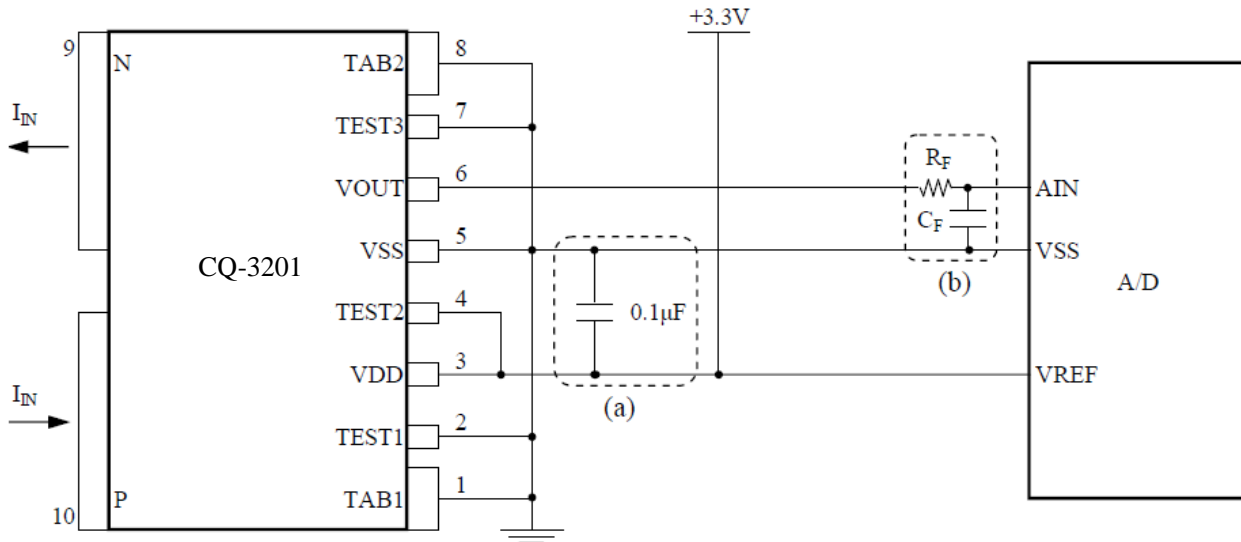 +3.3V
9
N
TAB2
8
I_IN
TEST3
7
VOUT
6
R_F
AIN
C_F
CQ-3201
VSS
5
VSS
(b)
A/D
TEST2
4
0.1μF
VDD
3
VREF
I_IN
(a)
TEST1
2
10
P
TAB1
1